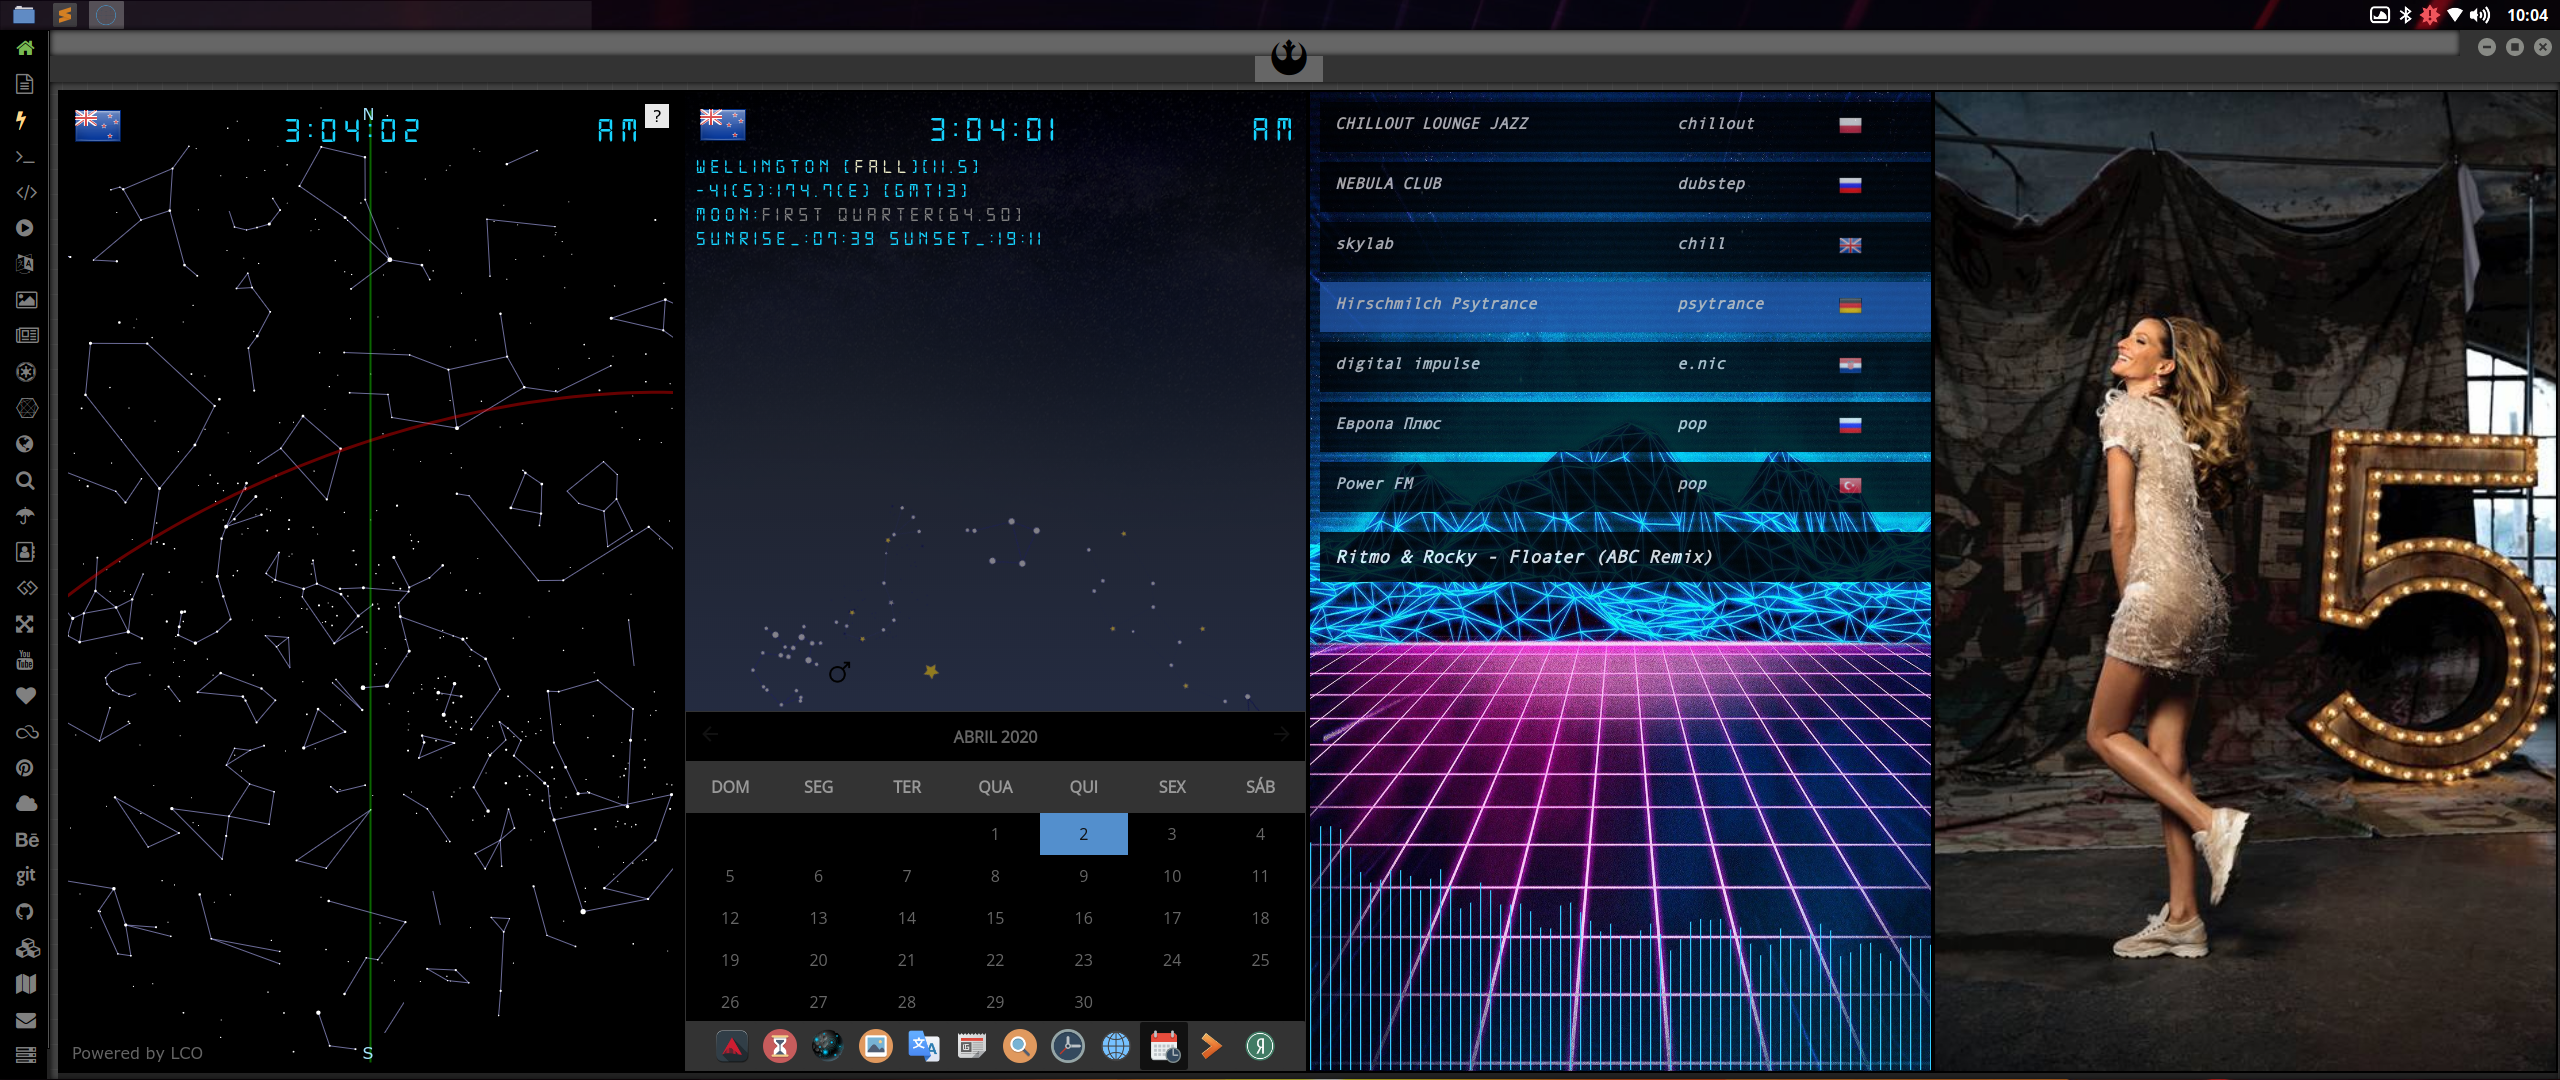 10:04
N
3:04:02 AM
?
3:04:01 AM
WELLINGTON [FALL][11.5]
-41(S):174.7(E) [GMT13]
MOON:FIRST QUARTER[64.50]
SUNRISE_:07:39 SUNSET_:19:11
ABRIL 2020
DOM SEG TER QUA QUI SEX SÁB
1 2 3 4
5 6 7 8 9 10 11
12 13 14 15 16 17 18
19 20 21 22 23 24 25
26 27 28 29 30
CHILLOUT LOUNGE JAZZ chillout
NEBULA CLUB dubstep
skylab chill
Hirschmilch Psytrance psytrance
digital impulse e.nic
Европа Плюс pop
Power FM pop
Ritmo & Rocky - Floater (ABC Remix)
5
You
Tube
Bē
git
Powered by LCO
S
Я